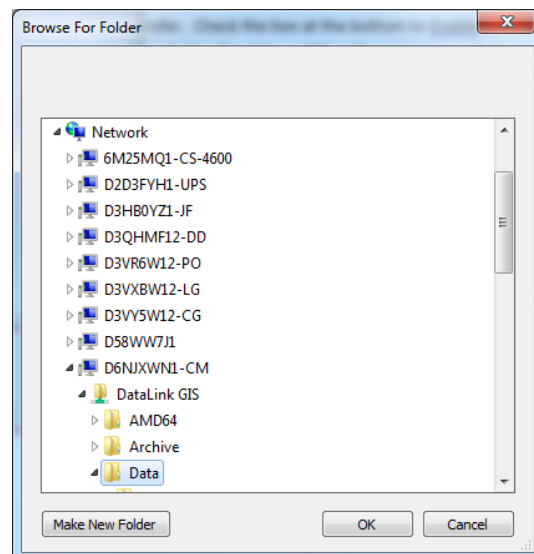 Browse For Folder
Network
6M25MQ1-CS-4600
D2D3FYH1-UPS
D3HB0YZ1-JF
D3QHMF12-DD
D3VR6W12-PO
D3VXBW12-LG
D3VY5W12-CG
D58WW7J1
D6NJXWN1-CM
DataLink GIS
AMD64
Archive
Data
Make New Folder OK Cancel